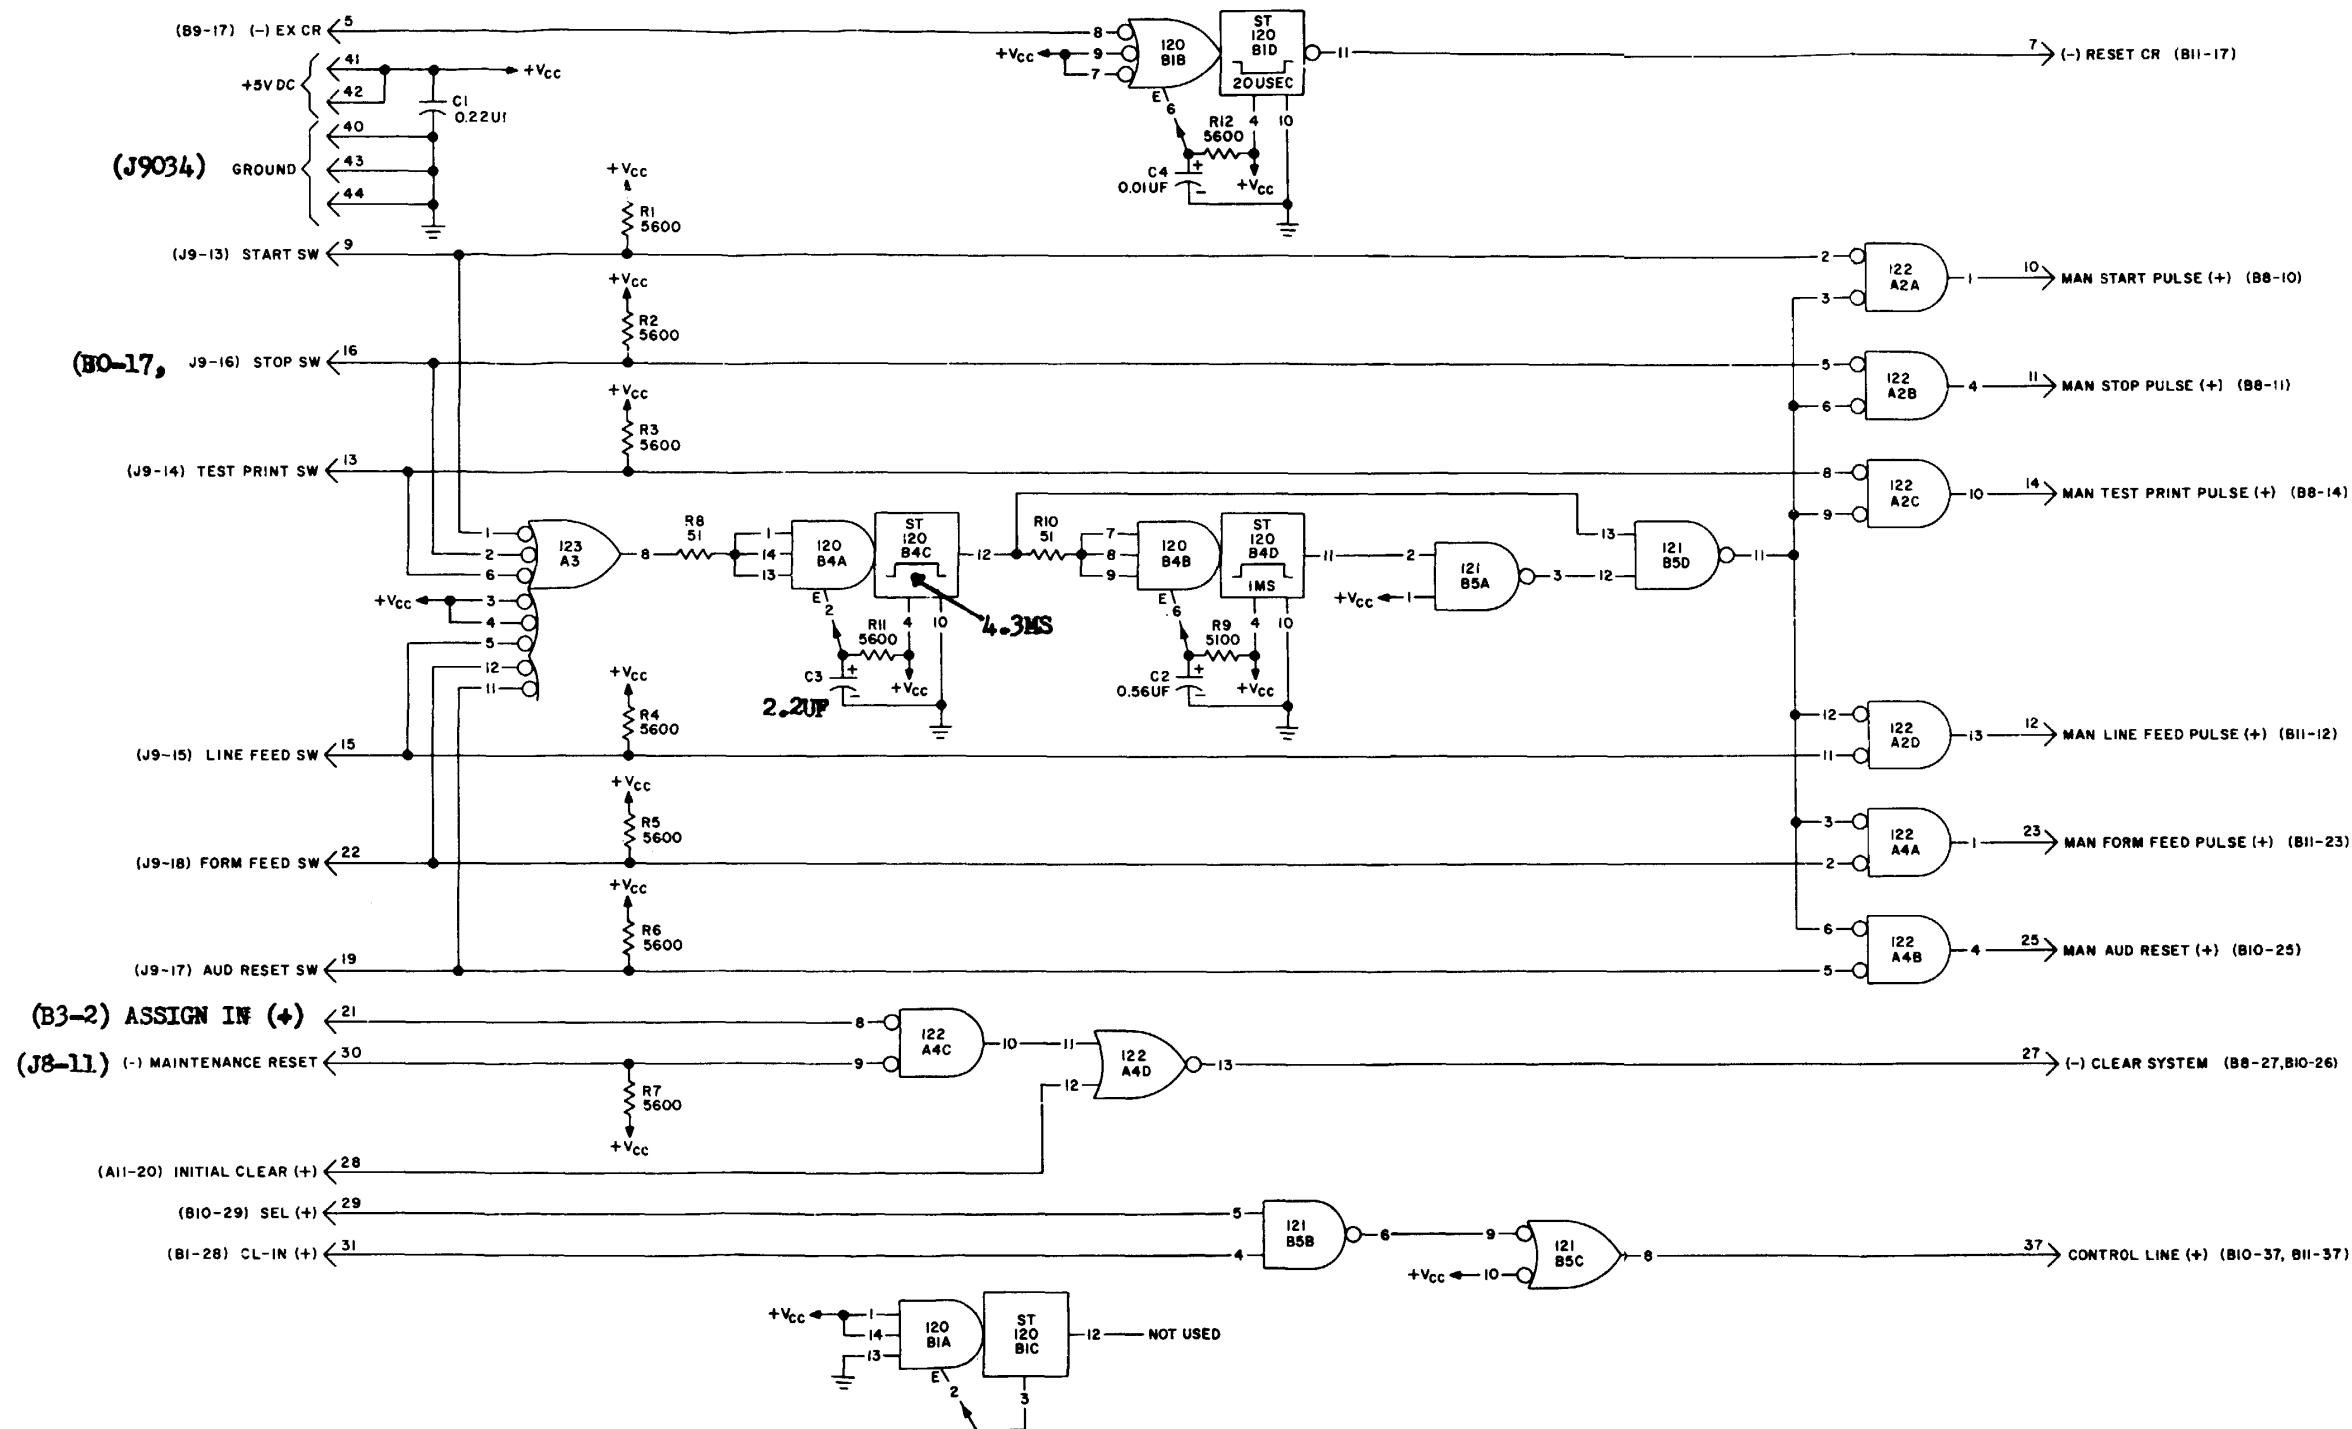 (B9-17) (-) EX CR 5
8
9
7
+VCC
120
B1B
E
6
ST
120
B1D
20USEC
11
7 (-) RESET CR (B11-17)
4
10
R12
5600
C4
0.01UF
+
-
+VCC
+5V DC
41
42
+VCC
C1
0.22UF
(J9034) GROUND
40
43
44
+VCC
R1
5600
(J9-13) START SW 9
2
3
122
A2A
1
10 MAN START PULSE (+) (B8-10)
+VCC
R2
5600
(B0-17, J9-16) STOP SW 16
5
6
122
A2B
4
11 MAN STOP PULSE (+) (B8-11)
+VCC
R3
5600
(J9-14) TEST PRINT SW 13
8
9
122
A2C
10
14 MAN TEST PRINT PULSE (+) (B8-14)
1
2
6
3
4
5
12
11
+VCC
123
A3
8
R8
51
1
14
13
120
B4A
E
2
ST
120
B4C
12
4.3MS
4
10
R11
5600
C3
2.2UF
+
-
+VCC
R10
51
7
8
9
120
B4B
E
6
ST
120
B4D
1MS
11
4
10
R9
5100
C2
0.56UF
+
-
+VCC
2
1
+VCC
121
B5A
3
12
13
121
B5D
11
+VCC
R4
5600
(J9-15) LINE FEED SW 15
12
11
122
A2D
13
12 MAN LINE FEED PULSE (+) (B11-12)
+VCC
R5
5600
(J9-18) FORM FEED SW 22
3
2
122
A4A
1
23 MAN FORM FEED PULSE (+) (B11-23)
+VCC
R6
5600
(J9-17) AUD RESET SW 19
6
5
122
A4B
4
25 MAN AUD RESET (+) (B10-25)
(B3-2) ASSIGN IN (+) 21
(J8-11) (-) MAINTENANCE RESET 30
R7
5600
+VCC
8
9
122
A4C
10
11
12
122
A4D
13
27 (-) CLEAR SYSTEM (B8-27,B10-26)
(A11-20) INITIAL CLEAR (+) 28
(B10-29) SEL (+) 29
(B1-28) CL-IN (+) 31
5
4
121
B5B
6
9
+VCC
10
121
B5C
8
37 CONTROL LINE (+) (B10-37, B11-37)
+VCC
1
14
13
120
B1A
E
2
ST
120
B1C
12 NOT USED
3